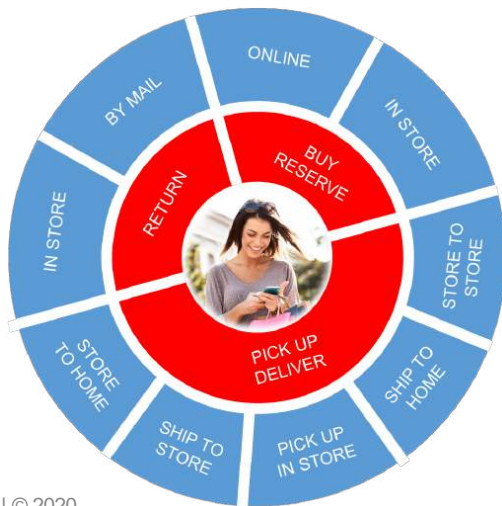 ONLINE
IN STORE
STORE TO
STORE
SHIP TO
HOME
PICK UP
IN STORE
SHIP TO
STORE
STORE
TO HOME
IN STORE
BY MAIL
BUY
RESERVE
PICK UP
DELIVER
RETURN
© 2020